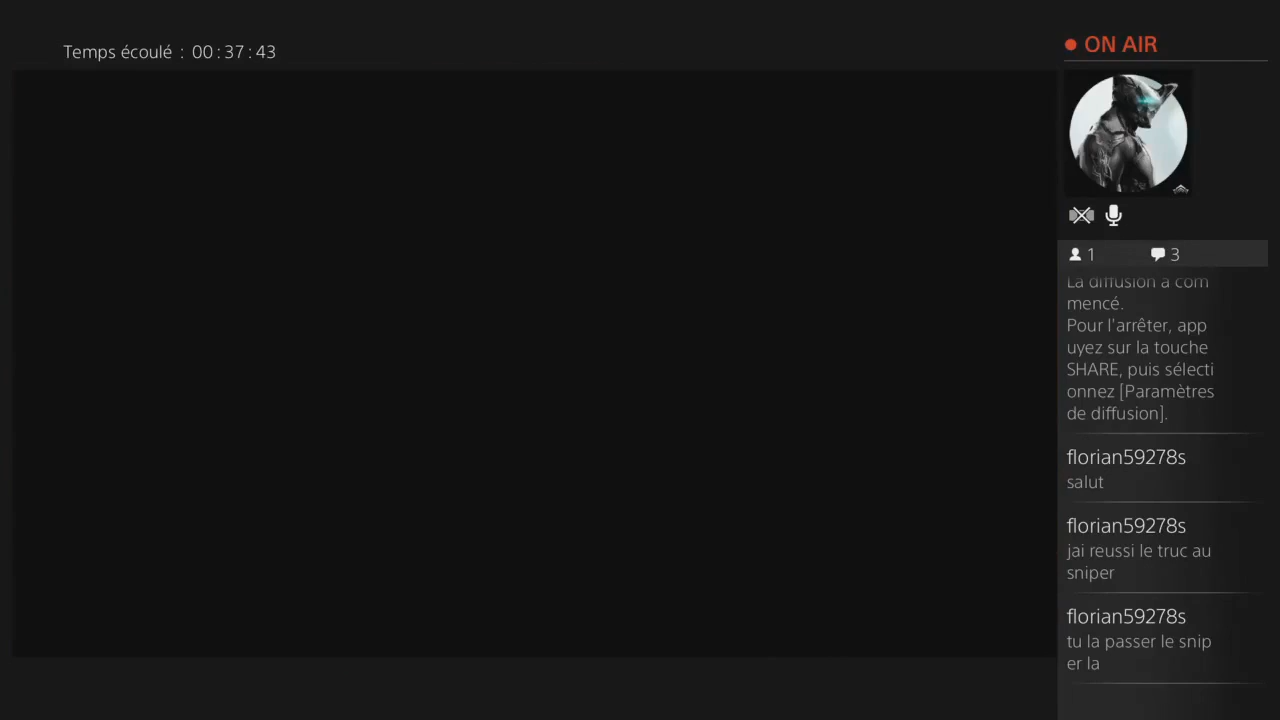 Temps écoulé : 00:37:43
ON AIR
1
3
La diffusion a com
mencé.
Pour l'arrêter, app
uyez sur la touche
SHARE, puis sélecti
onnez [Paramètres
de diffusion].
florian59278s
salut
florian59278s
jai reussi le truc au
sniper
florian59278s
tu la passer le snip
er la